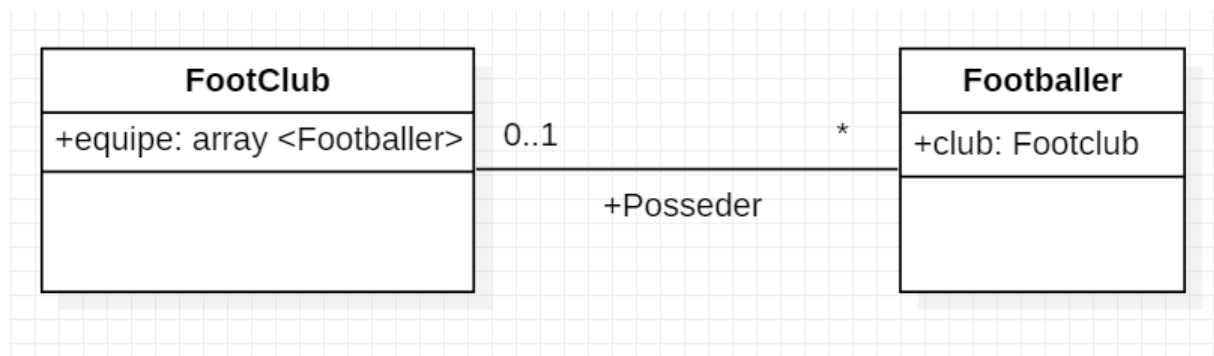 FootClub
+equipe: array <Footballer>
0..1
*
+Posseder
Footballer
+club: Footclub